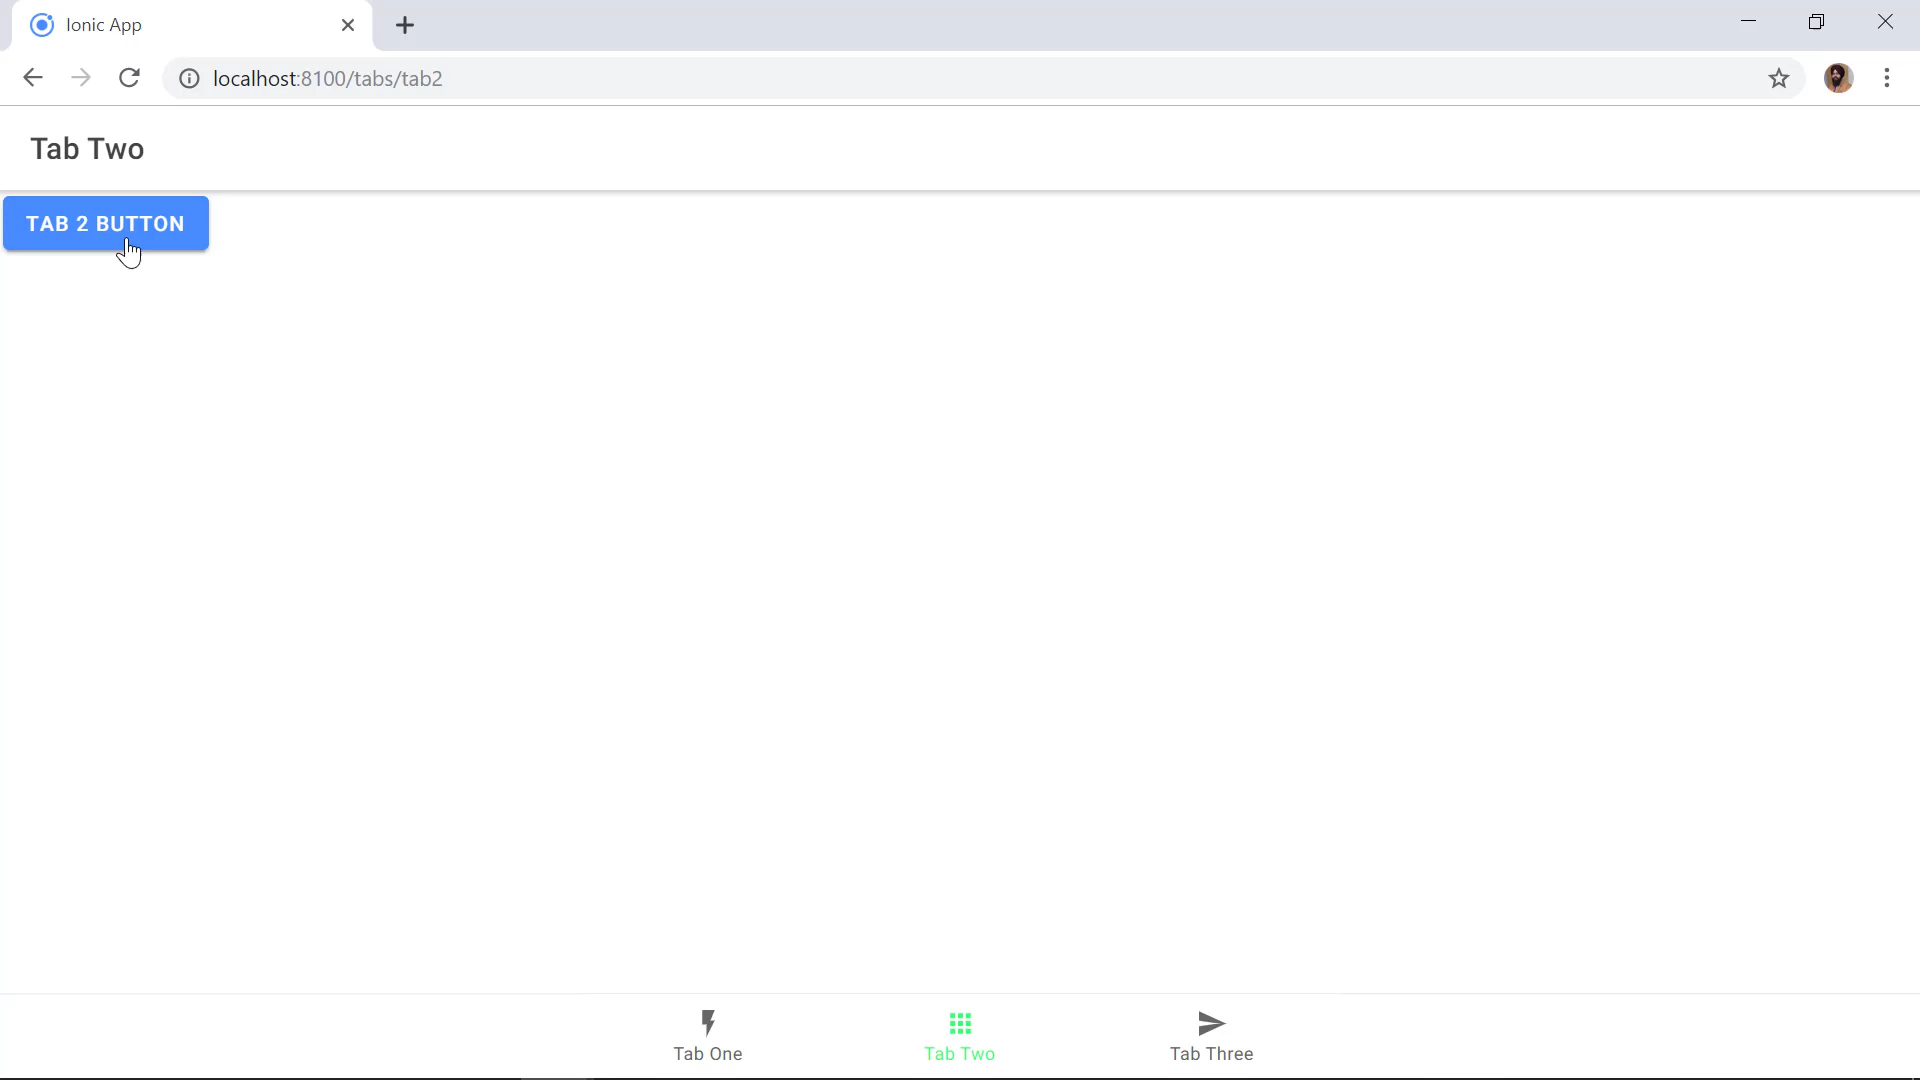 Ionic App
localhost:8100/tabs/tab2
Tab Two
TAB 2 BUTTON
Tab One
Tab Two
Tab Three